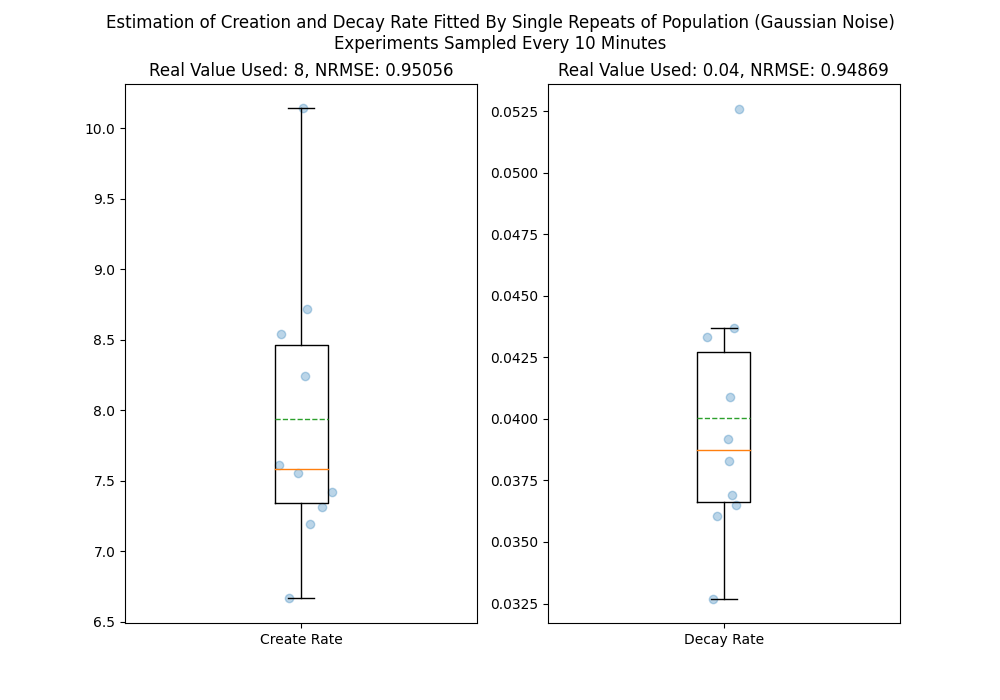 Estimation of Creation and Decay Rate Fitted By Single Repeats of Population (Gaussian Noise)
Experiments Sampled Every 10 Minutes
Real Value Used: 8, NRMSE: 0.95056
10.0
9.5
9.0
8.5
8.0
7.5
7.0
6.5
Create Rate
Real Value Used: 0.04, NRMSE: 0.94869
0.0525
0.0500
0.0475
0.0450
0.0425
0.0400
0.0375
0.0350
0.0325
Decay Rate